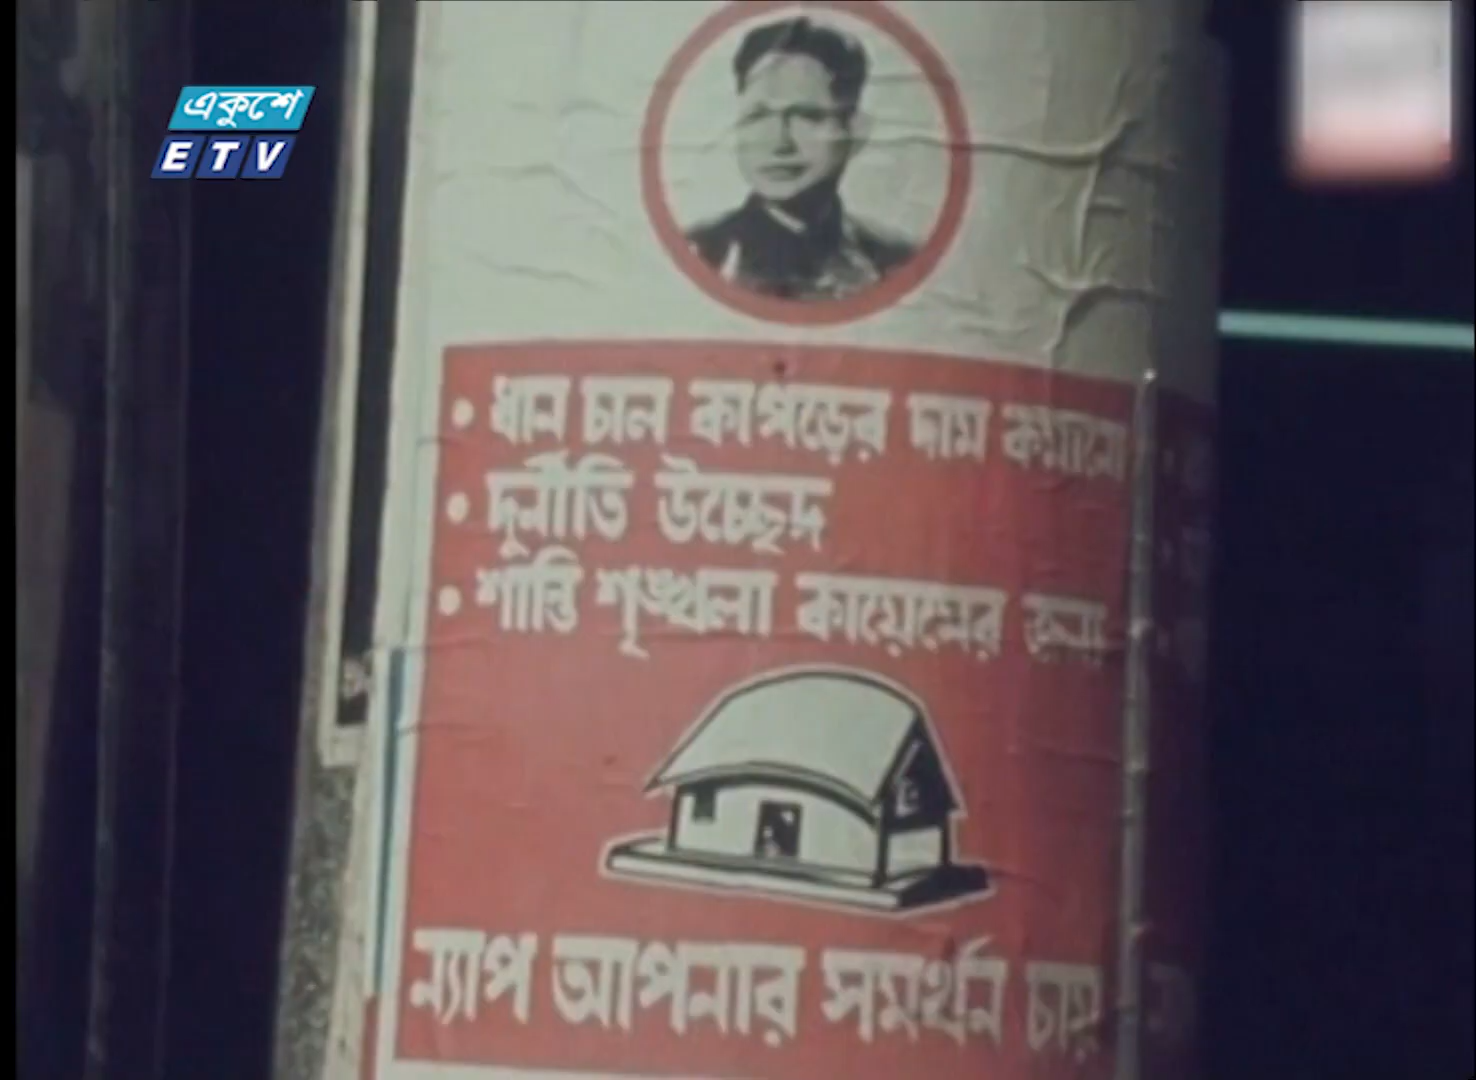 একুশে
ETV
• ধান চাল কাপড়ের দাম কমানো
• দুর্নীতি উচ্ছেদ
• শান্তি শৃঙ্খলা কায়েমের জন্য
ন্যাপ আপনার সমর্থন চায়